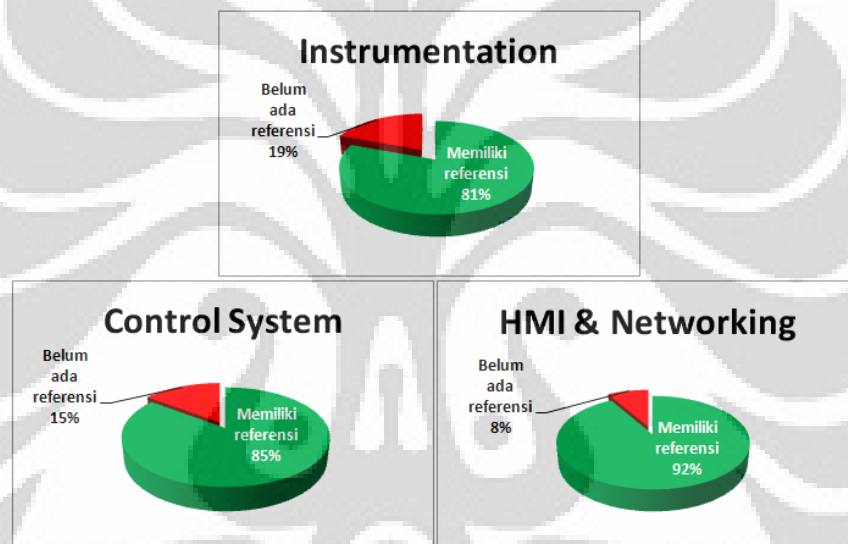 Instrumentation
Belum
ada
referensi
19%
Memiliki
referensi
81%
Control System
Belum
ada
referensi
15%
Memiliki
referensi
85%
HMI & Networking
Belum
ada
referensi
8%
Memiliki
referensi
92%